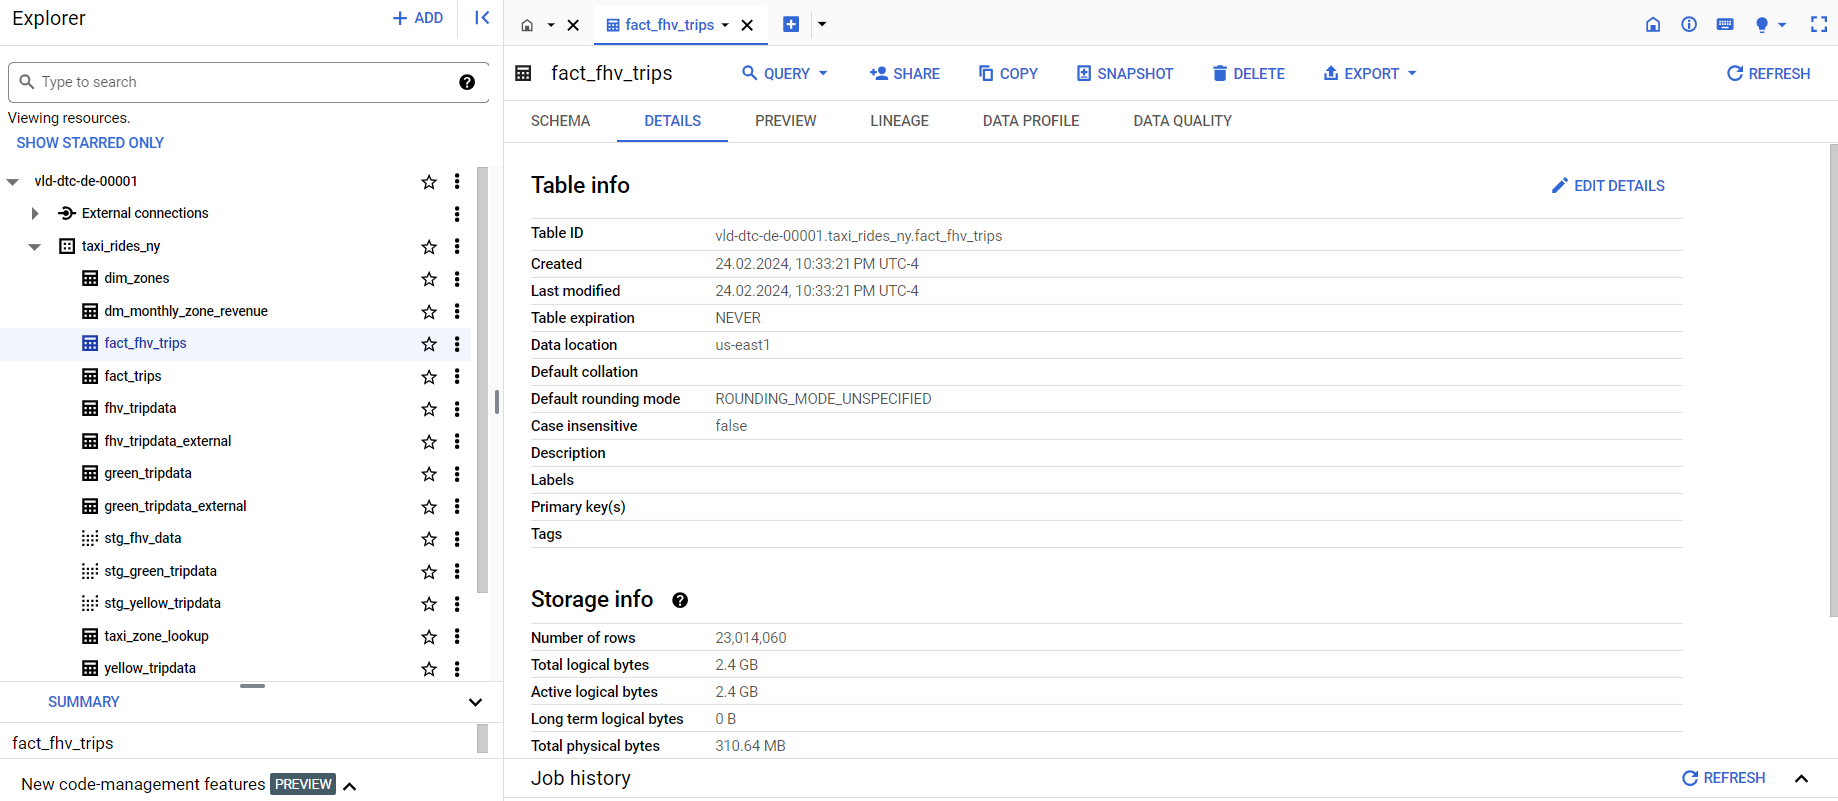 Explorer
ADD
Type to search
Viewing resources.
SHOW STARRED ONLY
vld-dtc-de-00001
External connections
taxi_rides_ny
dim_zones
dm_monthly_zone_revenue
fact_fhv_trips
fact_trips
fhv_tripdata
fhv_tripdata_external
green_tripdata
green_tripdata_external
stg_fhv_data
stg_green_tripdata
stg_yellow_tripdata
taxi_zone_lookup
yellow_tripdata
SUMMARY
fact_fhv_trips
New code-management features PREVIEW
fact_fhv_trips
fact_fhv_trips QUERY SHARE COPY SNAPSHOT DELETE EXPORT REFRESH
SCHEMA DETAILS PREVIEW LINEAGE DATA PROFILE DATA QUALITY
Table info EDIT DETAILS
Table ID vld-dtc-de-00001.taxi_rides_ny.fact_fhv_trips
Created 24.02.2024, 10:33:21 PM UTC-4
Last modified 24.02.2024, 10:33:21 PM UTC-4
Table expiration NEVER
Data location us-east1
Default collation
Default rounding mode ROUNDING_MODE_UNSPECIFIED
Case insensitive false
Description
Labels
Primary key(s)
Tags
Storage info
Number of rows 23,014,060
Total logical bytes 2.4 GB
Active logical bytes 2.4 GB
Long term logical bytes 0 B
Total physical bytes 310.64 MB
Job history REFRESH